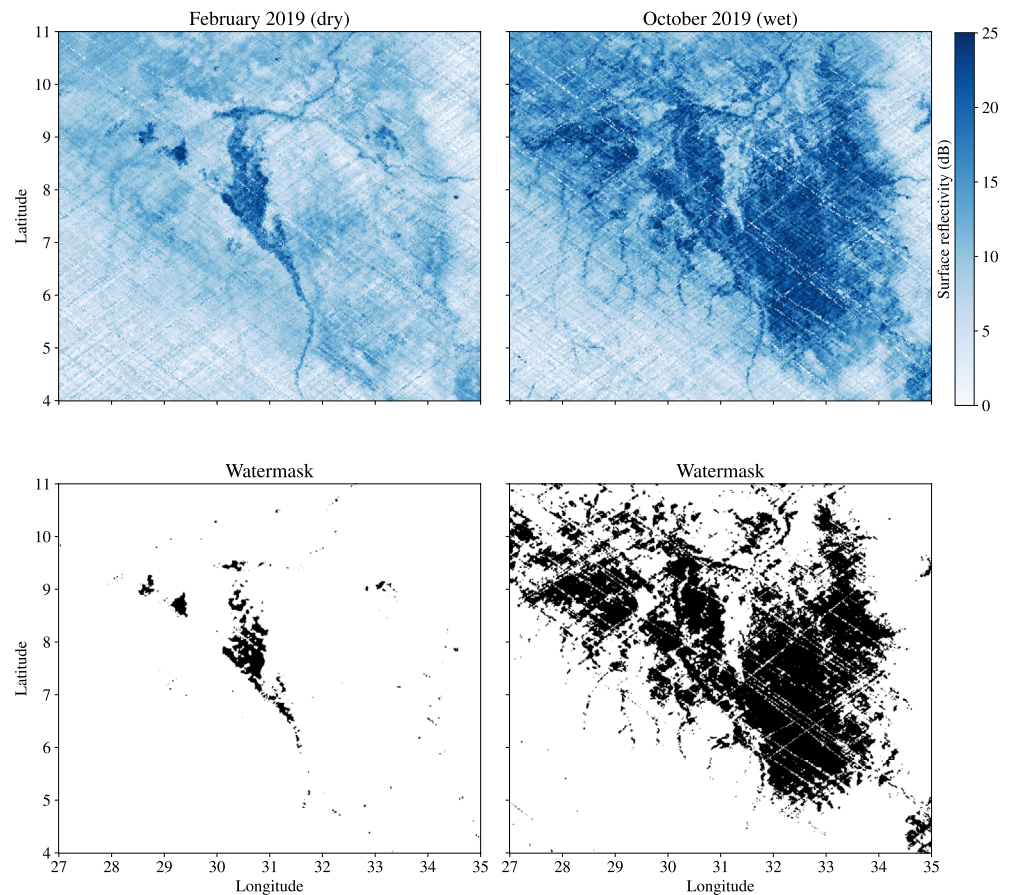 February 2019 (dry)
October 2019 (wet)
11
10
9
8
7
6
5
4
Latitude
25
20
15
10
5
0
Surface reflectivity (dB)
Watermask
Watermask
11
10
9
8
7
6
5
4
Latitude
27 28 29 30 31 32 33 34 35
27 28 29 30 31 32 33 34 35
Longitude
Longitude